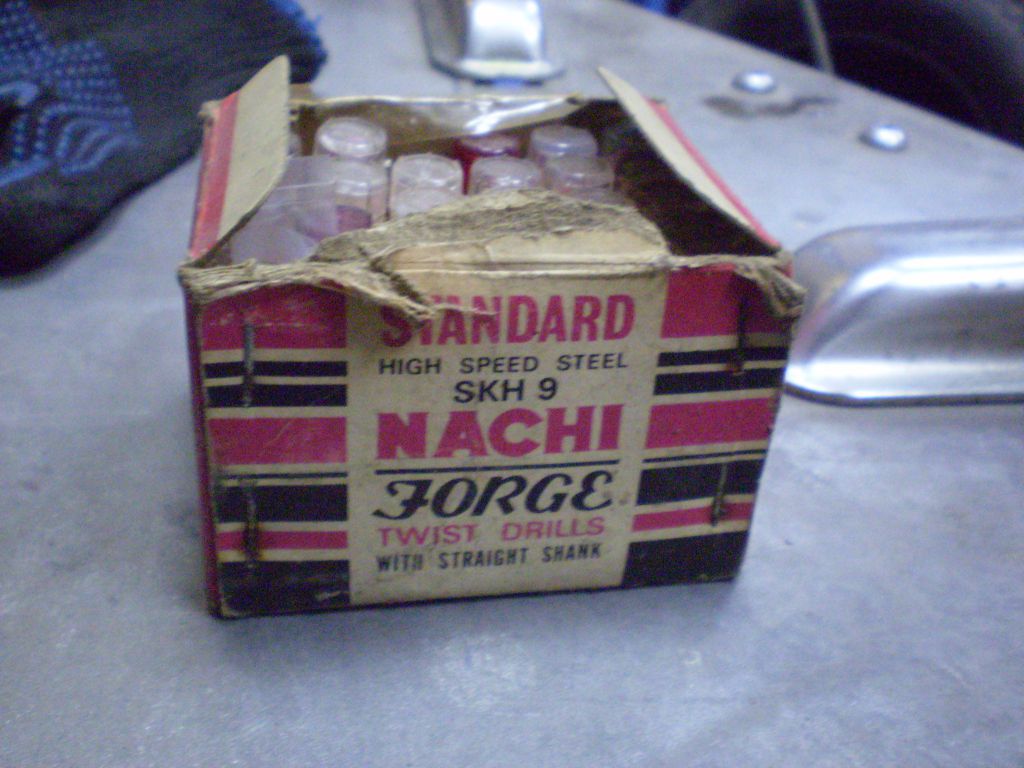 STANDARD
HIGH SPEED STEEL
SKH 9
NACHI
FORGE
TWIST DRILLS
WITH STRAIGHT SHANK